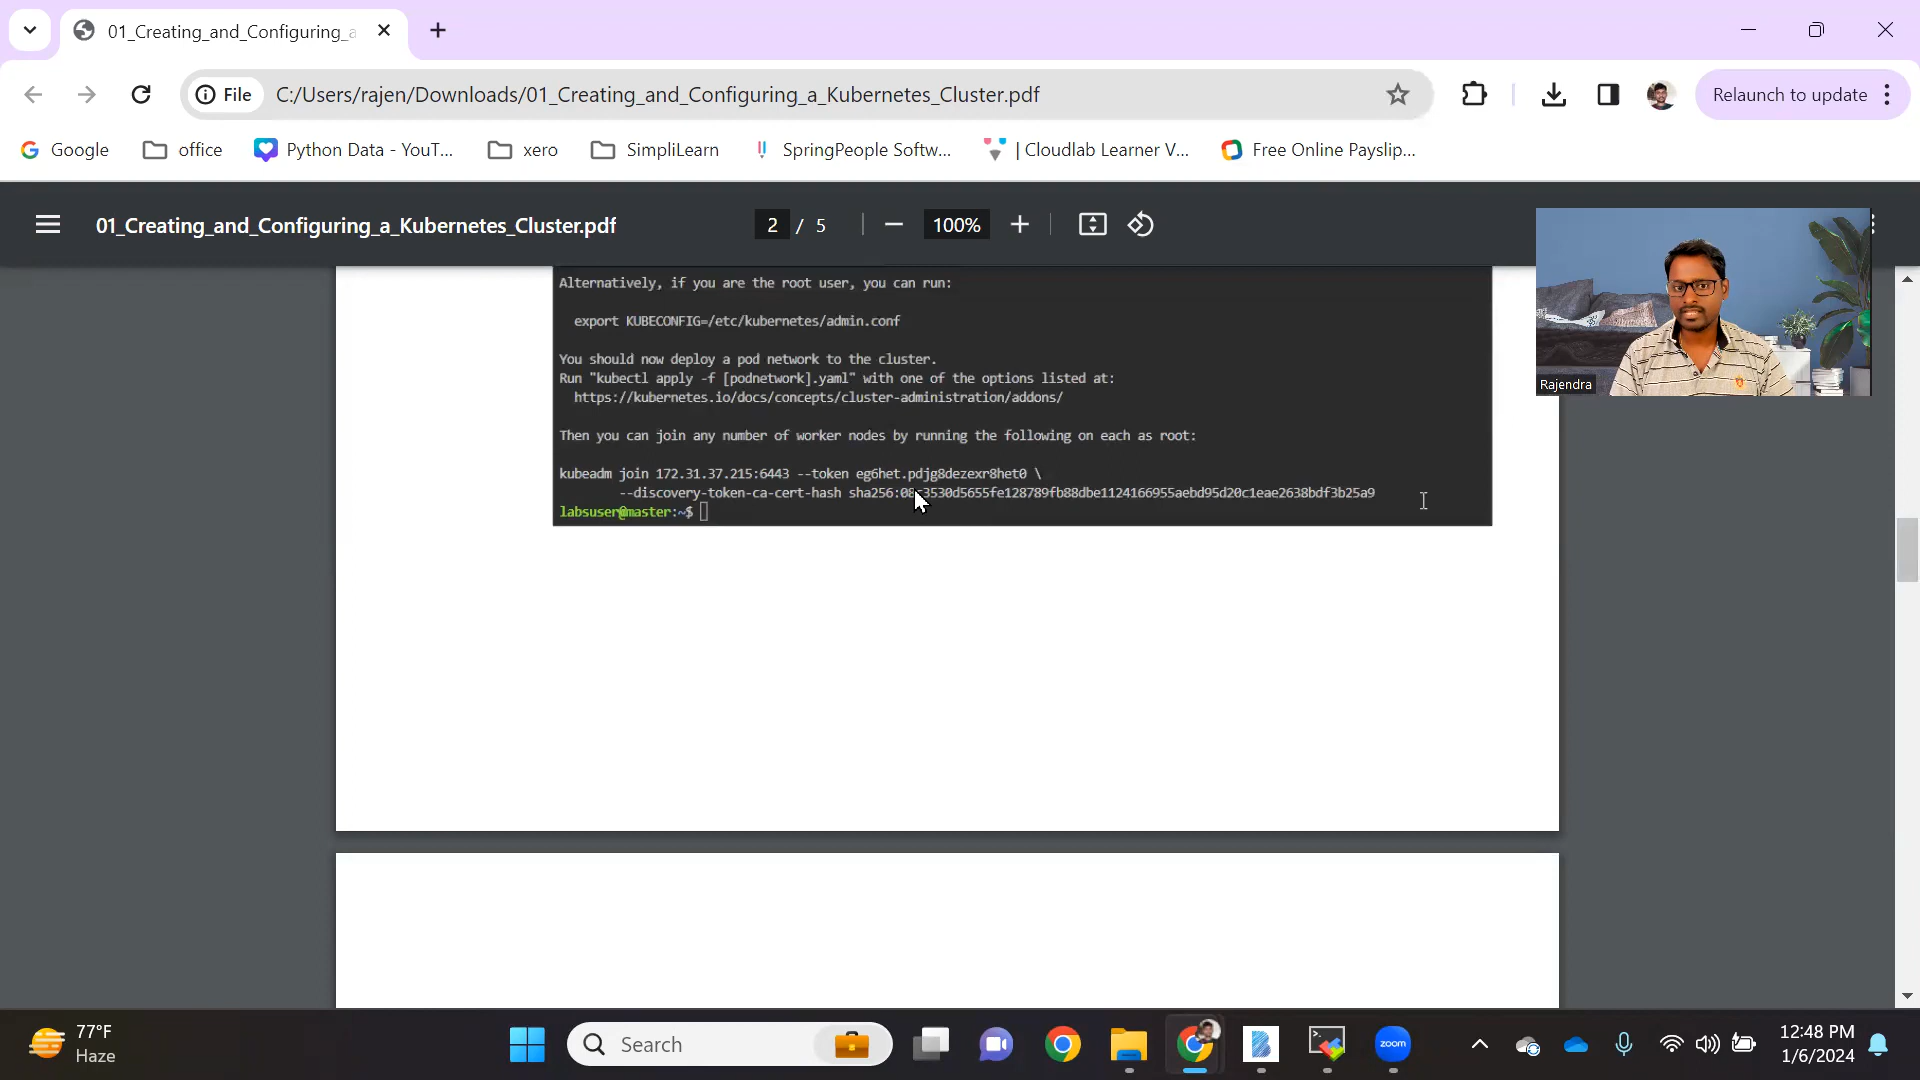 01_Creating_and_Configuring_a
File
C:/Users/rajen/Downloads/01_Creating_and_Configuring_a_Kubernetes_Cluster.pdf
Relaunch to update
Google
office
Python Data - YouT...
xero
SimpliLearn
SpringPeople Softw...
| Cloudlab Learner V...
Free Online Payslip...
01_Creating_and_Configuring_a_Kubernetes_Cluster.pdf
2 / 5
100%
Alternatively, if you are the root user, you can run:
export KUBECONFIG=/etc/kubernetes/admin.conf
You should now deploy a pod network to the cluster.
Run "kubectl apply -f [podnetwork].yaml" with one of the options listed at:
https://kubernetes.io/docs/concepts/cluster-administration/addons/
Then you can join any number of worker nodes by running the following on each as root:
kubeadm join 172.31.37.215:6443 --token eg6het.pdjg8dezexr8het0 \
--discovery-token-ca-cert-hash
labsuser@master:~$
Rajendra
77°F
Haze
Search
zoom
12:48 PM
1/6/2024